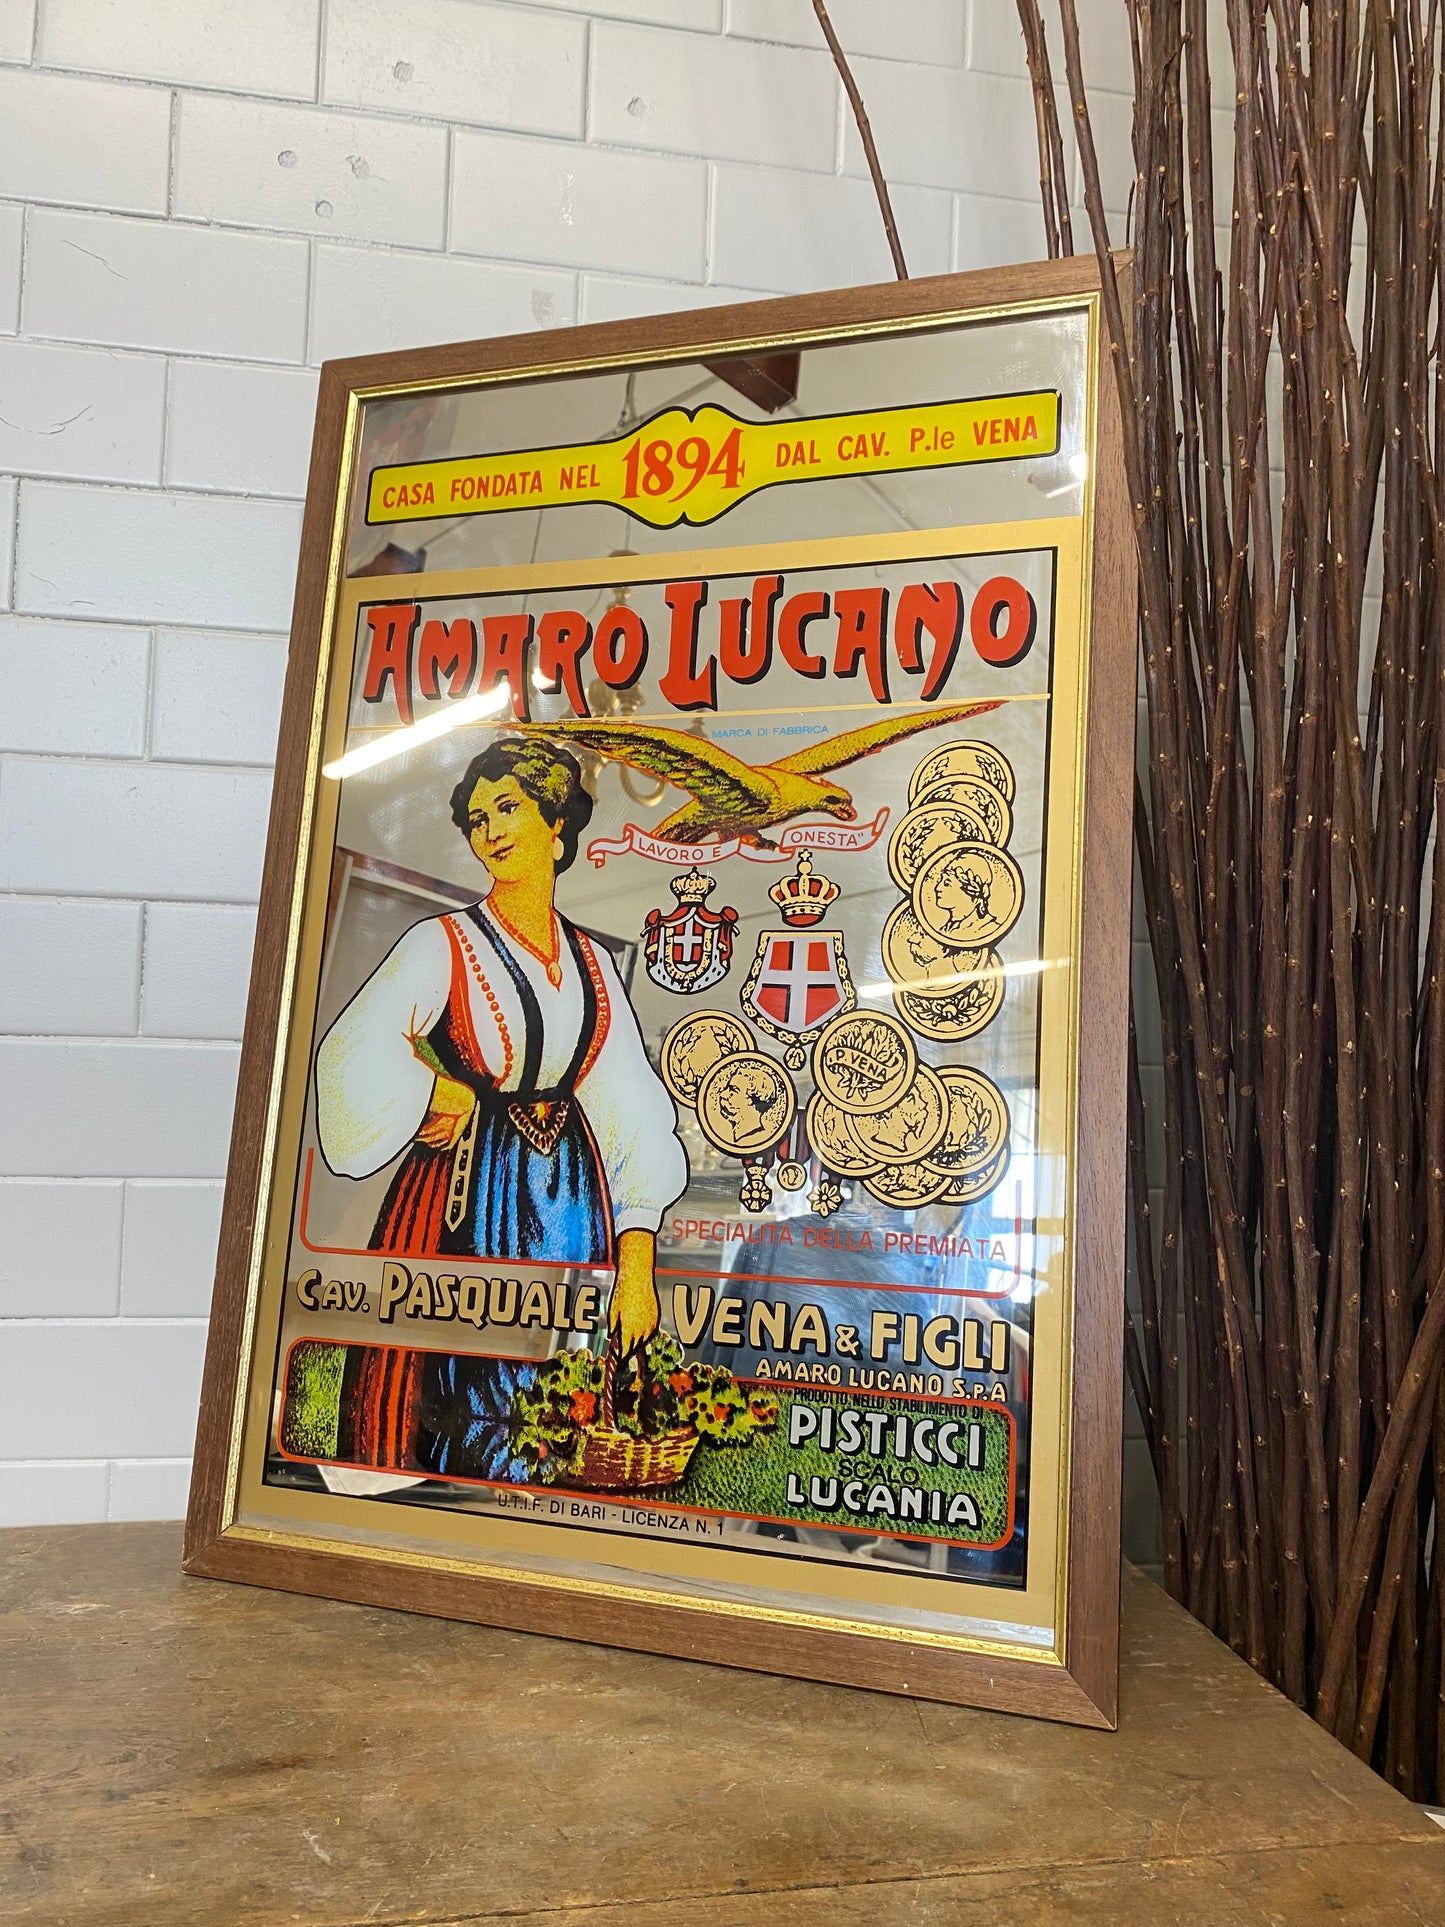 CASA FONDATA NEL 1894 DAL CAV. P.le VENA
AMARO LUCANO
MARCA DI FABBRICA
LAVORO E ONESTA"
P. VENA
SPECIALITA DELLA PREMIATA
CAV. PASQUALE VENA & FIGLI
AMARO LUCANO S.P.A
PRODOTTO NELLO STABILIMENTO DI
PISTICCI
SCALO
LUCANIA
U.T.I.F. DI BARI - LICENZA N. 1